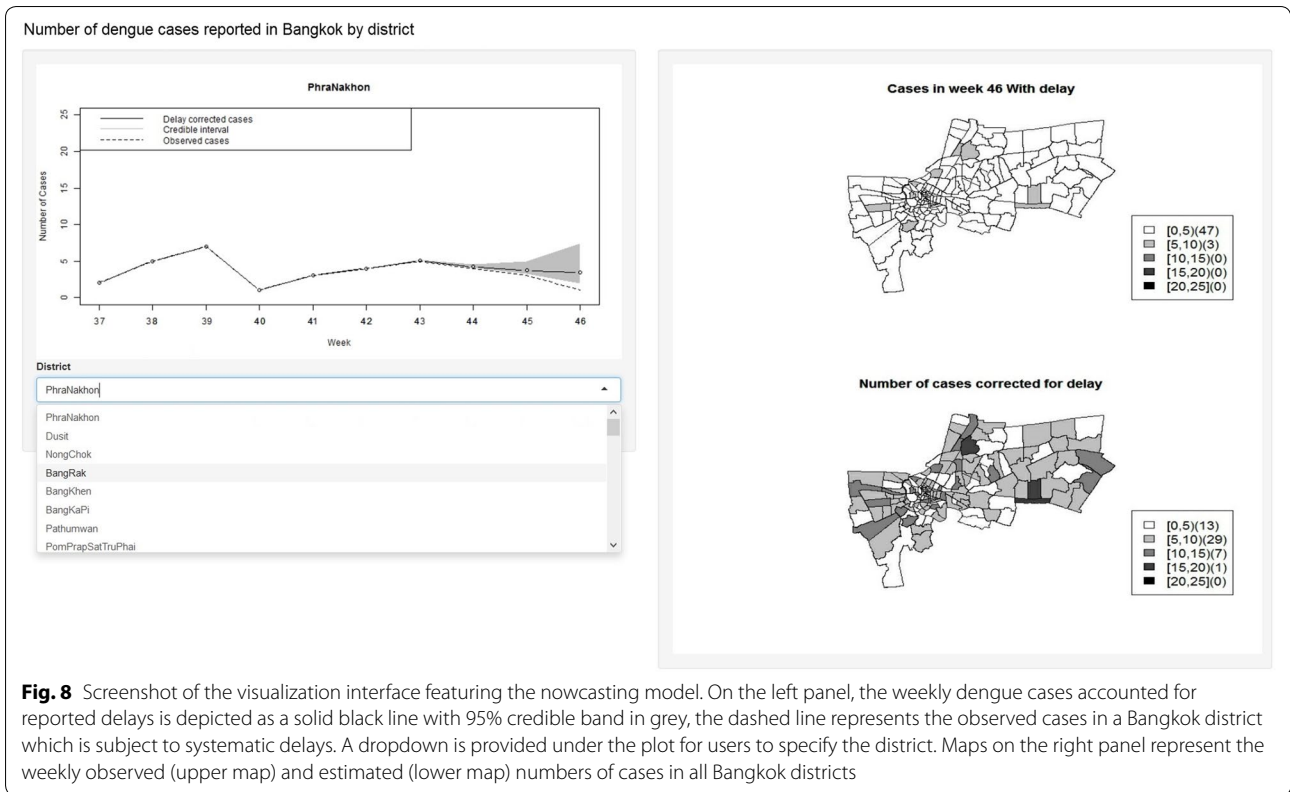 Number of dengue cases reported in Bangkok by district
PhraNakhon
Delay corrected cases
Credible interval
Observed cases
Number of Cases
25
20
15
10
5
0
37 38 39 40 41 42 43 44 45 46
Week
District
PhraNakhon
PhraNakhon
Dusit
NongChok
BangRak
BangKhen
BangKaPi
Pathumwan
PomPrapSatTruPhai
Cases in week 46 With delay
[0,5)(47)
[5,10)(3)
[10,15)(0)
[15,20)(0)
[20,25](0)
Number of cases corrected for delay
[0,5)(13)
[5,10)(29)
[10,15)(7)
[15,20)(1)
[20,25](0)
Fig. 8 Screenshot of the visualization interface featuring the nowcasting model. On the left panel, the weekly dengue cases accounted for
reported delays is depicted as a solid black line with 95% credible band in grey, the dashed line represents the observed cases in a Bangkok district
which is subject to systematic delays. A dropdown is provided under the plot for users to specify the district. Maps on the right panel represent the
weekly observed (upper map) and estimated (lower map) numbers of cases in all Bangkok districts